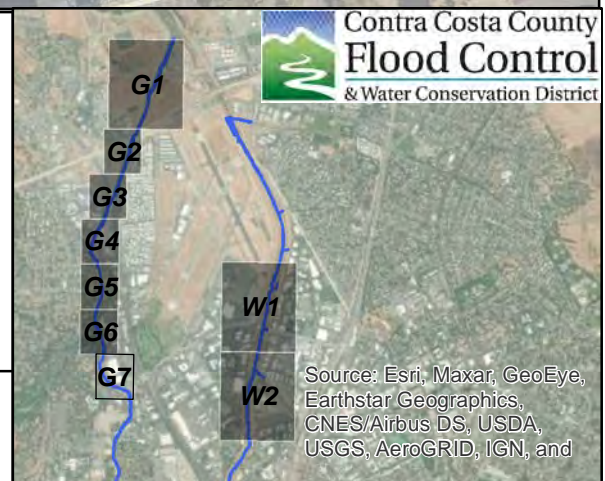 Contra Costa County
Flood Control
& Water Conservation District
G1
G2
G3
G4
G5
G6
G7
W1
W2
Source: Esri, Maxar, GeoEye,
Earthstar Geographics,
CNES/Airbus DS, USDA,
USGS, AeroGRID, IGN, and